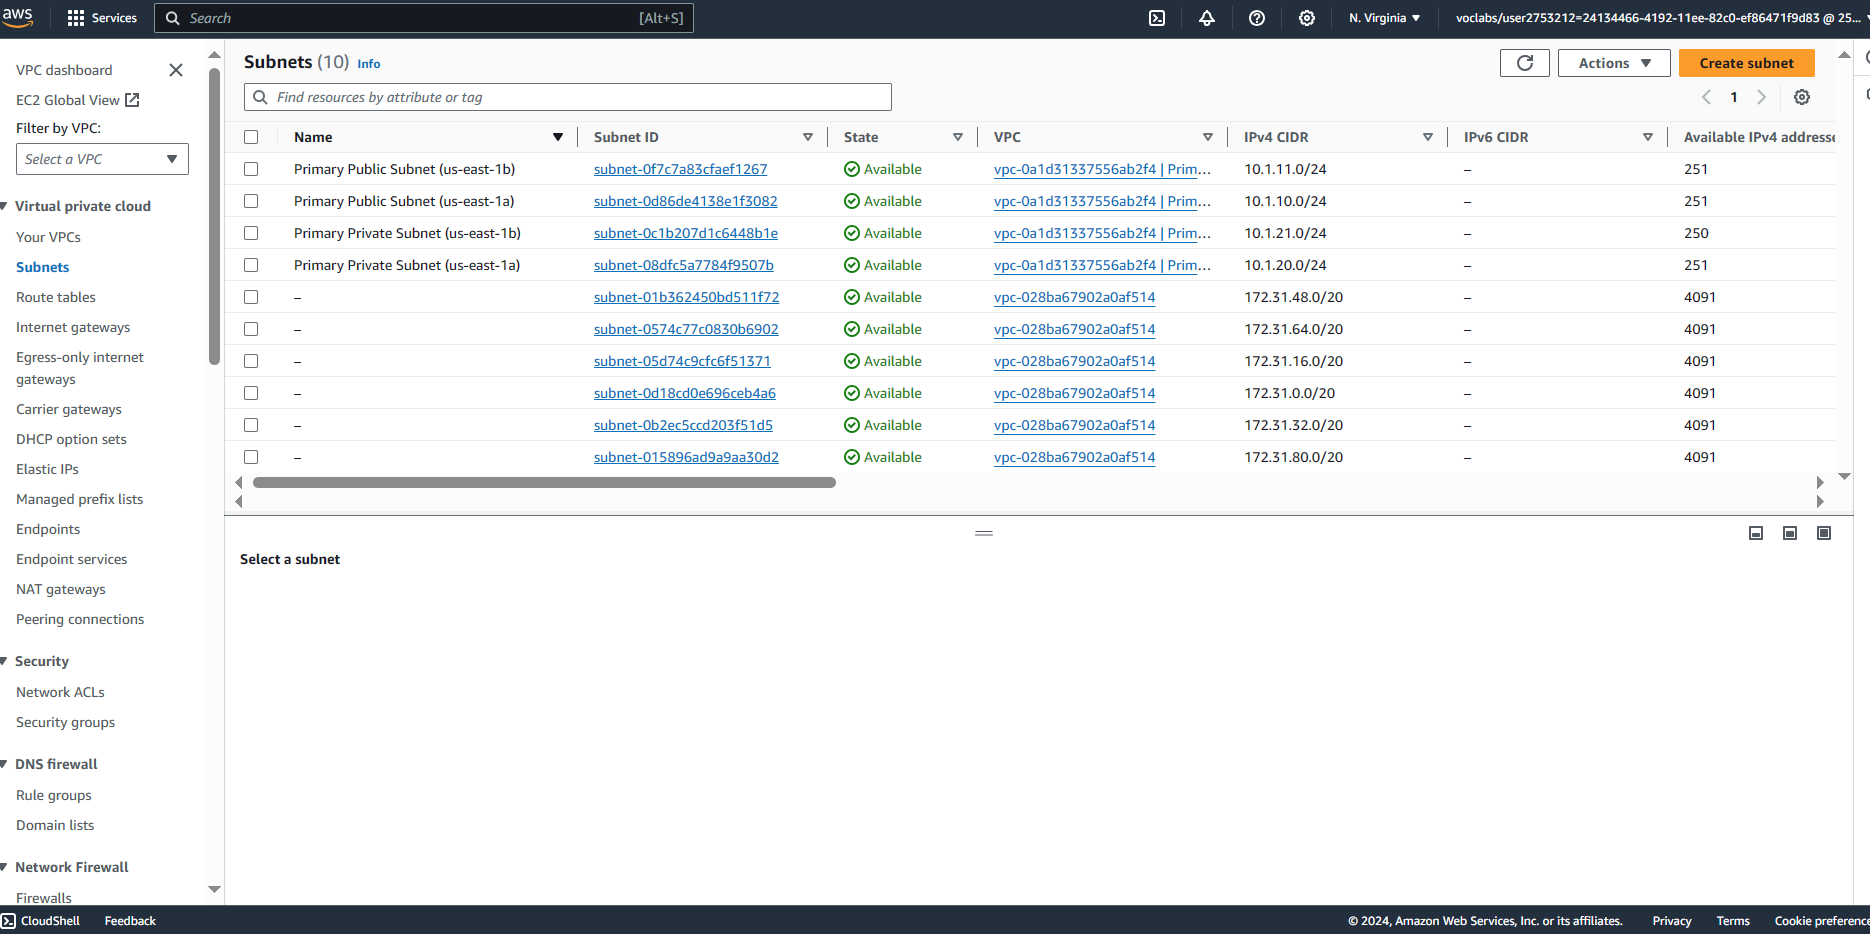 aws
Services
Search
[Alt+S]
N. Virginia
voclabs/user2753212=24134466-4192-11ee-82c0-ef86471f9d83 @ 25...
VPC dashboard
EC2 Global View
Filter by VPC:
Select a VPC
Virtual private cloud
Your VPCs
Subnets
Route tables
Internet gateways
Egress-only internet
gateways
Carrier gateways
DHCP option sets
Elastic IPs
Managed prefix lists
Endpoints
Endpoint services
NAT gateways
Peering connections
Security
Network ACLs
Security groups
DNS firewall
Rule groups
Domain lists
Network Firewall
Firewalls
Subnets (10) Info
Actions
Create subnet
Find resources by attribute or tag
1
Name Subnet ID State VPC IPv4 CIDR IPv6 CIDR Available IPv4 addresse
Primary Public Subnet (us-east-1b) subnet-0f7c7a83cfaef1267 Available vpc-0a1d31337556ab2f4 | Prim... 10.1.11.0/24 – 251
Primary Public Subnet (us-east-1a) subnet-0d86de4138e1f3082 Available vpc-0a1d31337556ab2f4 | Prim... 10.1.10.0/24 – 251
Primary Private Subnet (us-east-1b) subnet-0c1b207d1c6448b1e Available vpc-0a1d31337556ab2f4 | Prim... 10.1.21.0/24 – 250
Primary Private Subnet (us-east-1a) subnet-08dfc5a7784f9507b Available vpc-0a1d31337556ab2f4 | Prim... 10.1.20.0/24 – 251
– subnet-01b362450bd511f72 Available vpc-028ba67902a0af514 172.31.48.0/20 – 4091
– subnet-0574c77c0830b6902 Available vpc-028ba67902a0af514 172.31.64.0/20 – 4091
– subnet-05d74c9cfc6f51371 Available vpc-028ba67902a0af514 172.31.16.0/20 – 4091
– subnet-0d18cd0e696ceb4a6 Available vpc-028ba67902a0af514 172.31.0.0/20 – 4091
– subnet-0b2ec5ccd203f51d5 Available vpc-028ba67902a0af514 172.31.32.0/20 – 4091
– subnet-015896ad9a9aa30d2 Available vpc-028ba67902a0af514 172.31.80.0/20 – 4091
Select a subnet
CloudShell
Feedback
© 2024, Amazon Web Services, Inc. or its affiliates.
Privacy
Terms
Cookie preference